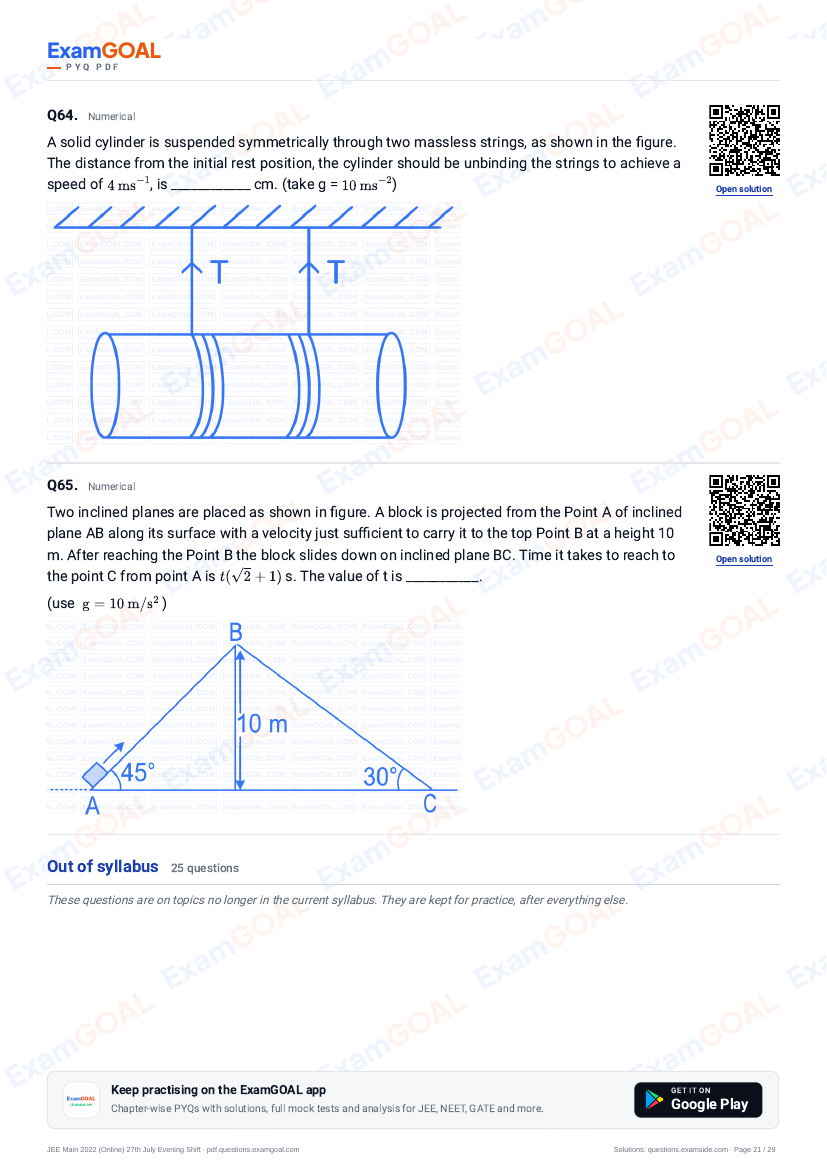 ExamGOAL
PYQ PDF
Q64. Numerical
A solid cylinder is suspended symmetrically through two massless strings, as shown in the figure.
The distance from the initial rest position, the cylinder should be unbinding the strings to achieve a
speed of 4 ms⁻¹, is ____________ cm. (take g = 10 ms⁻²)
Open solution
T T
Q65. Numerical
Two inclined planes are placed as shown in figure. A block is projected from the Point A of inclined
plane AB along its surface with a velocity just sufficient to carry it to the top Point B at a height 10
m. After reaching the Point B the block slides down on inclined plane BC. Time it takes to reach to
the point C from point A is t(√2 + 1) s. The value of t is ___________.
(use g = 10 m/s²)
Open solution
B
10 m
45° 30°
A C
Out of syllabus 25 questions
These questions are on topics no longer in the current syllabus. They are kept for practice, after everything else.
Keep practising on the ExamGOAL app
Chapter-wise PYQs with solutions, full mock tests and analysis for JEE, NEET, GATE and more.
GET IT ON
Google Play
JEE Main 2022 (Online) 27th July Evening Shift · pdf.questions.examgoal.com
Solutions: questions.examside.com · Page 21 / 29